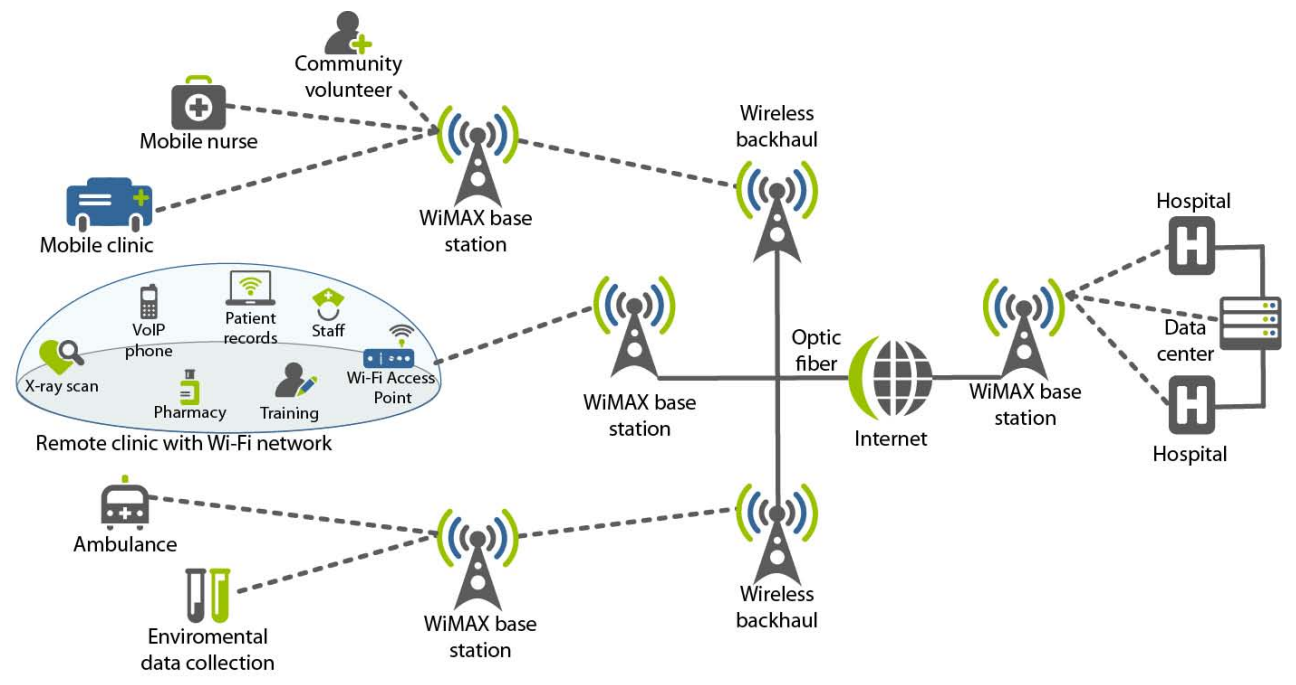 Community
volunteer
Mobile nurse
Mobile clinic
WiMAX base
station
Wireless
backhaul
VoIP
phone
Patient
records
Staff
X-ray scan
Pharmacy
Training
Wi-Fi Access
Point
Remote clinic with Wi-Fi network
WiMAX base
station
Optic
fiber
Internet
WiMAX base
station
Hospital
H
Data
center
H
Hospital
Ambulance
Enviromental
data collection
WiMAX base
station
Wireless
backhaul